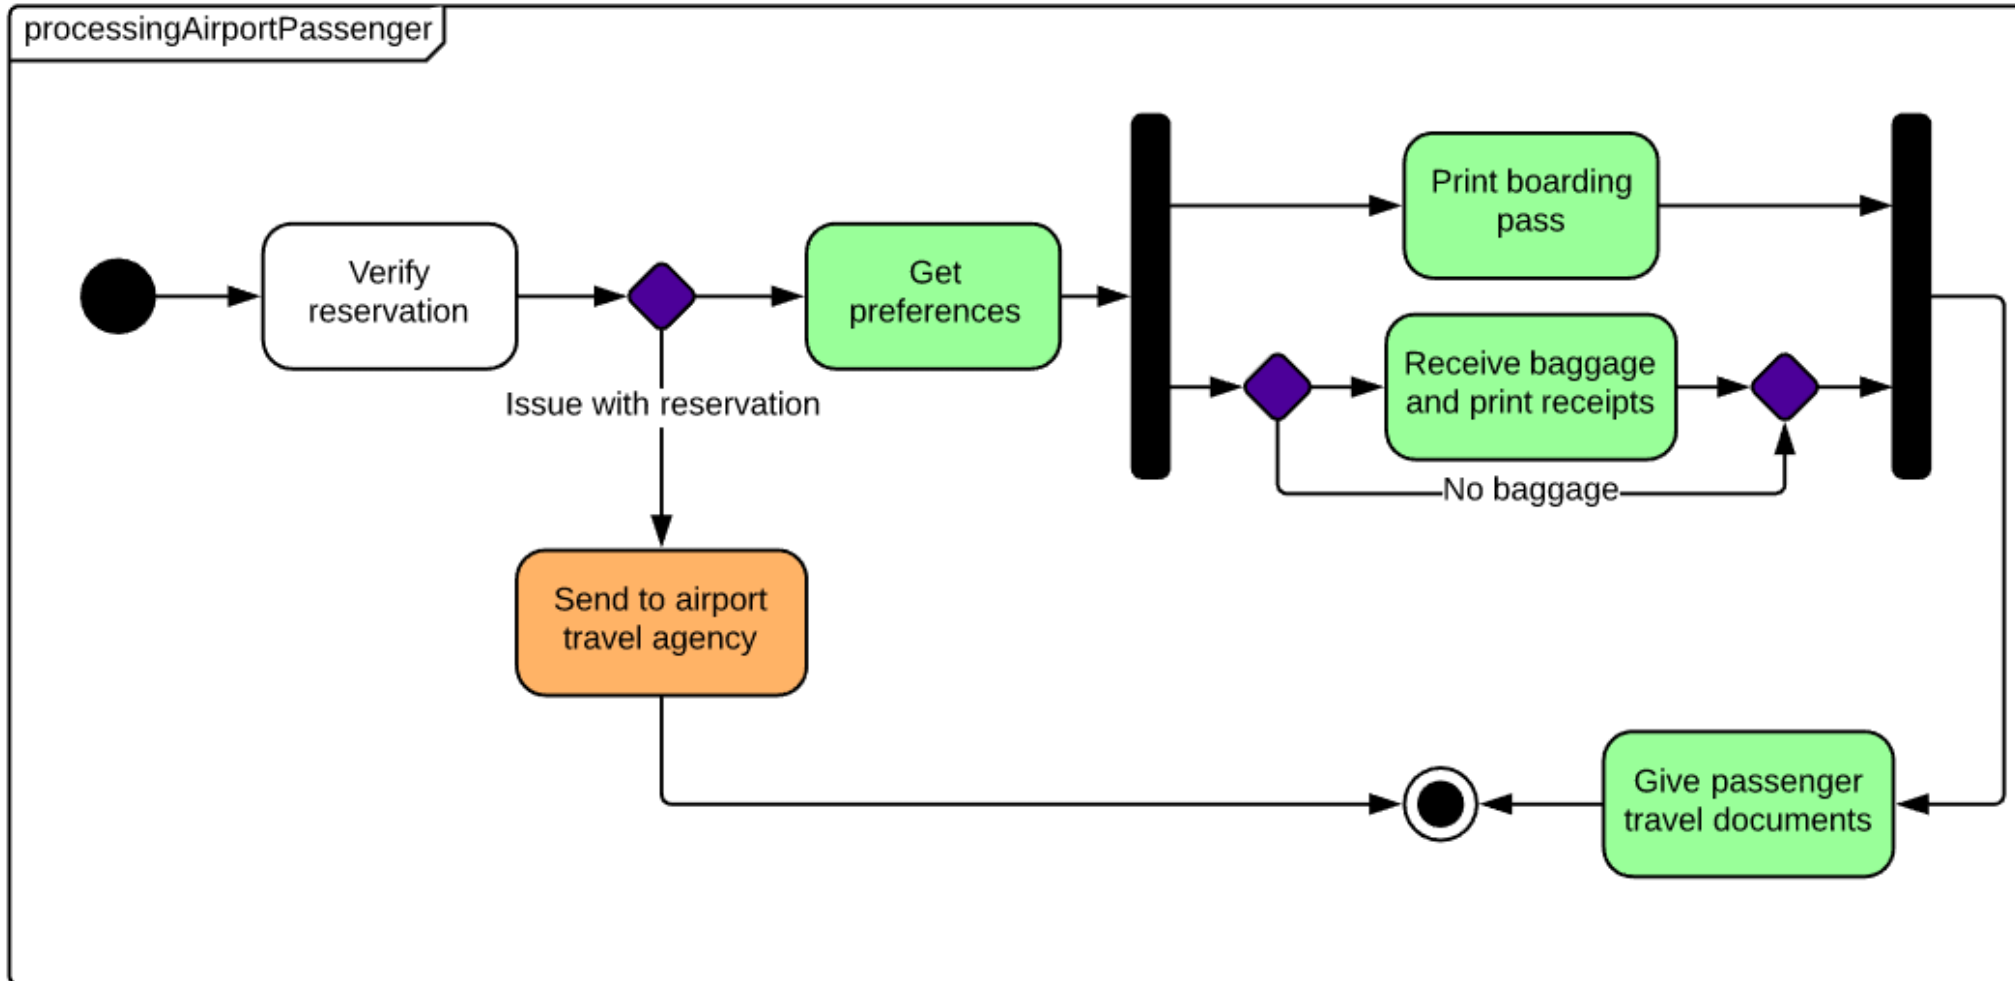 processingAirportPassenger
Verify
reservation
Get
preferences
Print boarding
pass
Receive baggage
and print receipts
Issue with reservation
No baggage
Send to airport
travel agency
Give passenger
travel documents